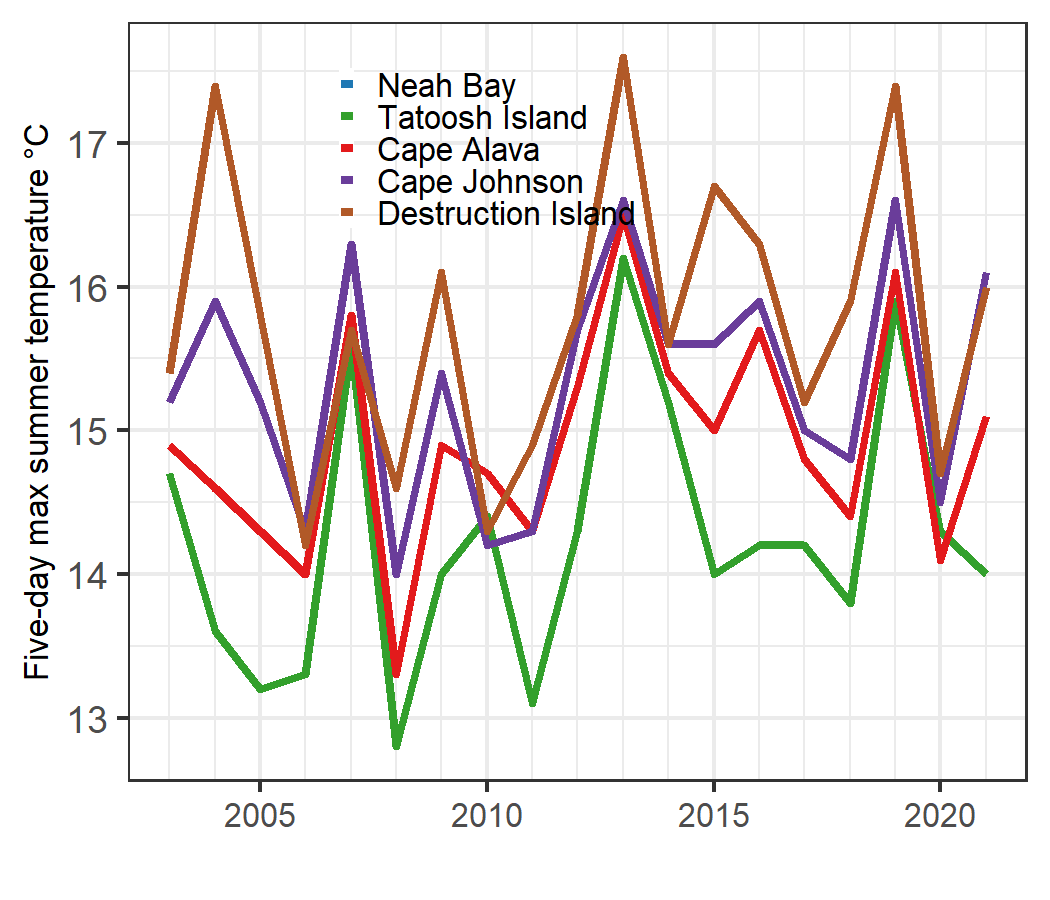 Five-day max summer temperature °C
17
16
15
14
13
Neah Bay
Tatoosh Island
Cape Alava
Cape Johnson
Destruction Island
2005
2010
2015
2020